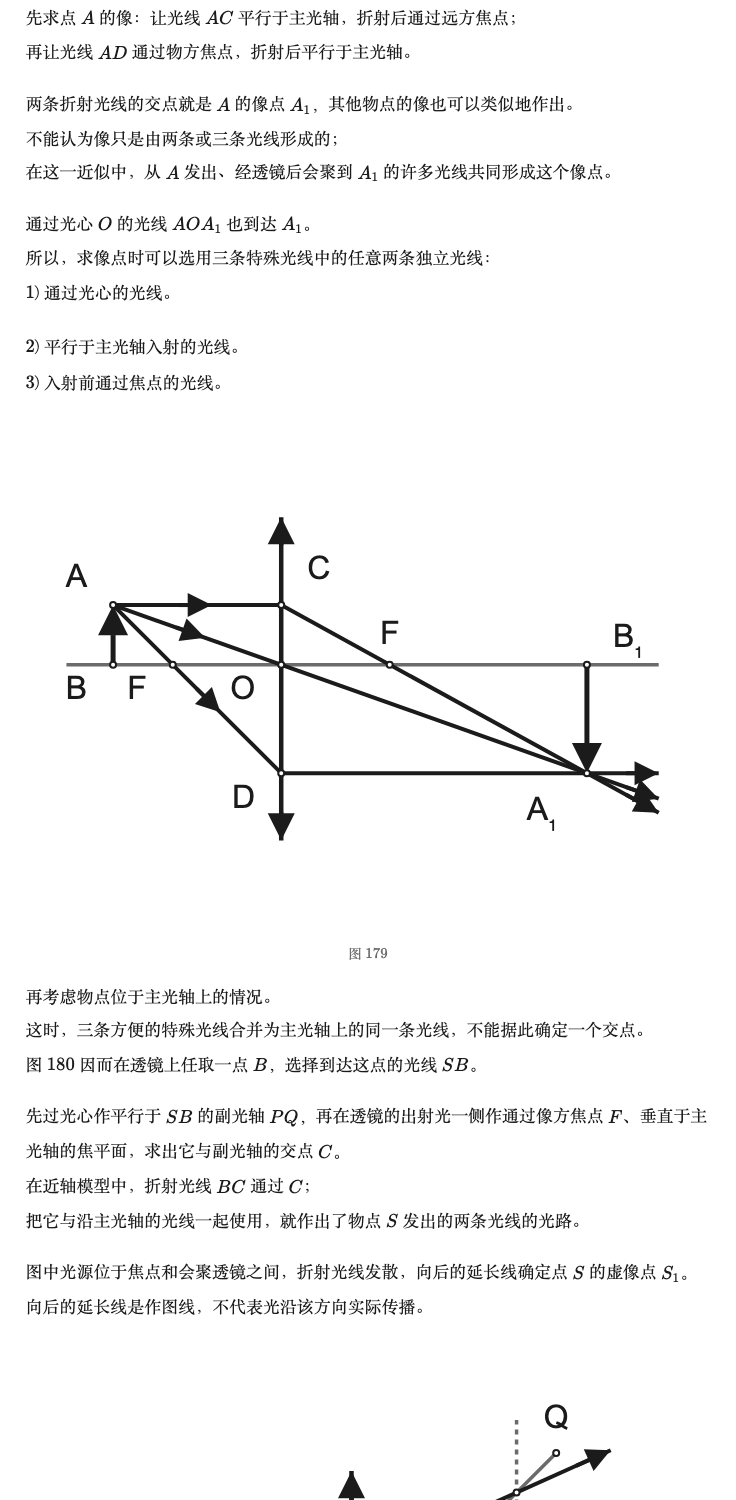 先求点 A 的像：让光线 AC 平行于主光轴，折射后通过远方焦点；
再让光线 AD 通过物方焦点，折射后平行于主光轴。
两条折射光线的交点就是 A 的像点 A₁，其他物点的像也可以类似地作出。
不能认为像只是由两条或三条光线形成的；
在这一近似中，从 A 发出、经透镜后会聚到 A₁ 的许多光线共同形成这个像点。
通过光心 O 的光线 AOA₁ 也到达 A₁。
所以，求像点时可以选用三条特殊光线中的任意两条独立光线：
1) 通过光心的光线。
2) 平行于主光轴入射的光线。
3) 入射前通过焦点的光线。
A
C
F
B₁
B
F
O
D
A₁
图 179
再考虑物点位于主光轴上的情况。
这时，三条方便的特殊光线合并为主光轴上的同一条光线，不能据此确定一个交点。
图 180 因而在透镜上任取一点 B，选择到达这点的光线 SB。
先过光心作平行于 SB 的副光轴 PQ，再在透镜的出射光一侧作通过像方焦点 F、垂直于主
光轴的焦平面，求出它与副光轴的交点 C。
在近轴模型中，折射光线 BC 通过 C；
把它与沿主光轴的光线一起使用，就作出了物点 S 发出的两条光线的光路。
图中光源位于焦点和会聚透镜之间，折射光线发散，向后的延长线确定点 S 的虚像点 S₁。
向后的延长线是作图线，不代表光沿该方向实际传播。
Q